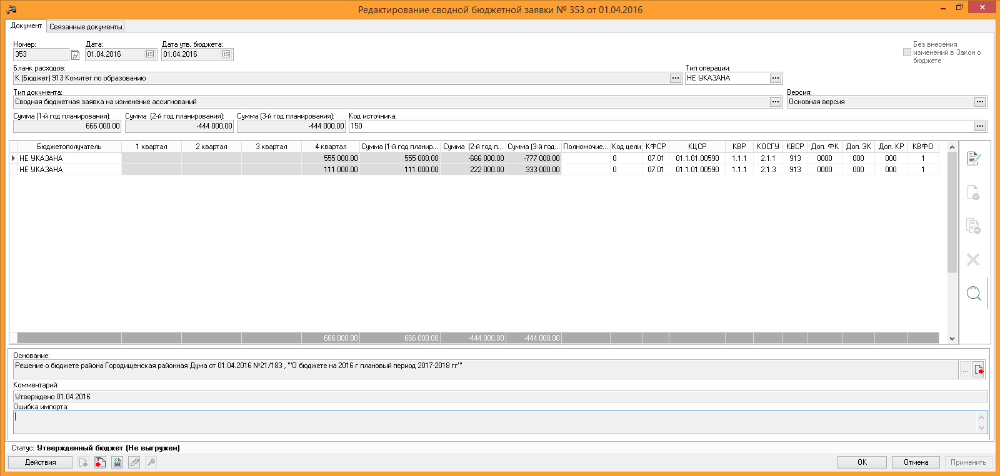 Редактирование сводной бюджетной заявки № 353 от 01.04.2016
Документ Связанные документы
Номер: Дата: Дата утв. бюджета:
353 01.04.2016 01.04.2016
Без внесения
изменений в Закон о
бюджете
Бланк расходов: Тип операции:
К (Бюджет) 913 Комитет по образованию НЕ УКАЗАНА
Тип документа: Версия:
Сводная бюджетная заявка на изменение ассигнований Основная версия
Сумма (1-й год планирования): Сумма (2-й год планирования): Сумма (3-й год планирования): Код источника:
666 000.00 -444 000.00 -444 000.00 150
Бюджетополучатель 1 квартал 2 квартал 3 квартал 4 квартал Сумма (1-й год планир... Сумма (2-й год п... Сумма (3-й год... Полномочие... Код цели КФСР КЦСР КВР КОСГУ КВСР Доп. ФК Доп. ЭК Доп. КР КВФО
НЕ УКАЗАНА 555 000.00 555 000.00 -666 000.00 -777 000.00 0 07.01 01.1.01.00590 1.1.1 2.1.1 913 0000 000 000 1
НЕ УКАЗАНА 111 000.00 111 000.00 222 000.00 333 000.00 0 07.01 01.1.01.00590 1.1.1 2.1.3 913 0000 000 000 1
666 000.00 666 000.00 -444 000.00 -444 000.00
Основание:
Решение о бюджете района Городищенская районная Дума от 01.04.2016 №21/183 , "'О бюджете на 2016 г плановый период 2017-2018 гг'"
Комментарий:
Утверждено 01.04.2016
Ошибка импорта:
Статус: Утвержденный бюджет (Не выгружен)
Действия OK Отмена Применить